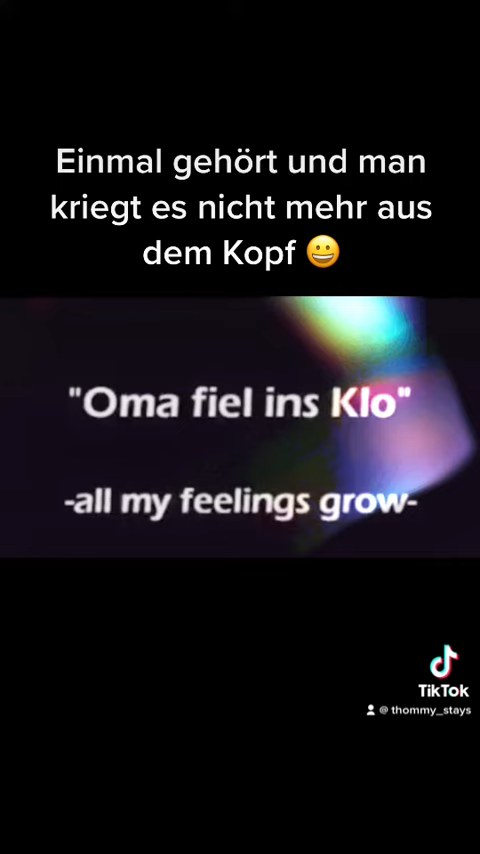 Einmal gehört und man
kriegt es nicht mehr aus
dem Kopf 😀
"Oma fiel ins Klo"
-all my feelings grow-
TikTok
@ thommy_stays